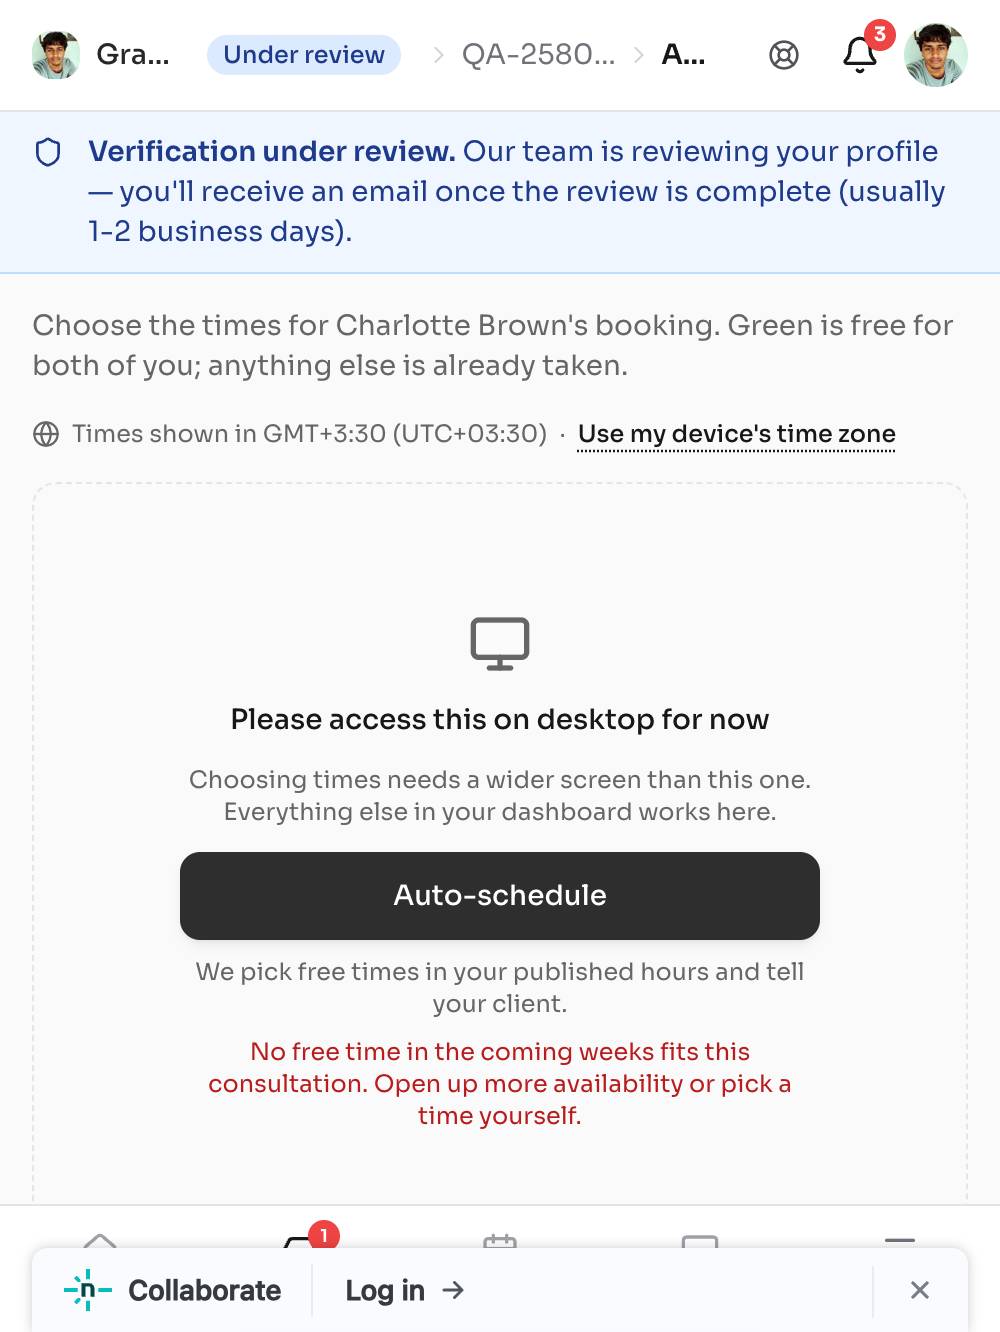 Gra...
Under review
QA-2580...
A...
3
Verification under review. Our team is reviewing your profile
— you'll receive an email once the review is complete (usually
1-2 business days).
Choose the times for Charlotte Brown's booking. Green is free for
both of you; anything else is already taken.
Times shown in GMT+3:30 (UTC+03:30) · Use my device's time zone
Please access this on desktop for now
Choosing times needs a wider screen than this one.
Everything else in your dashboard works here.
Auto-schedule
We pick free times in your published hours and tell
your client.
No free time in the coming weeks fits this
consultation. Open up more availability or pick a
time yourself.
1
n Collaborate
Log in →